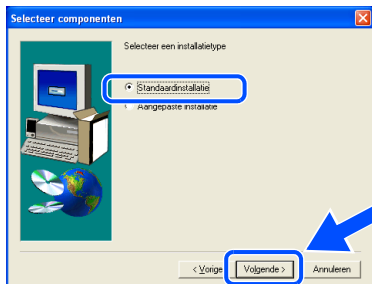 Selecteer componenten
Selecteer een installatietype
Standaardinstallatie
Aangepaste installatie
< Vorige Volgende > Annuleren